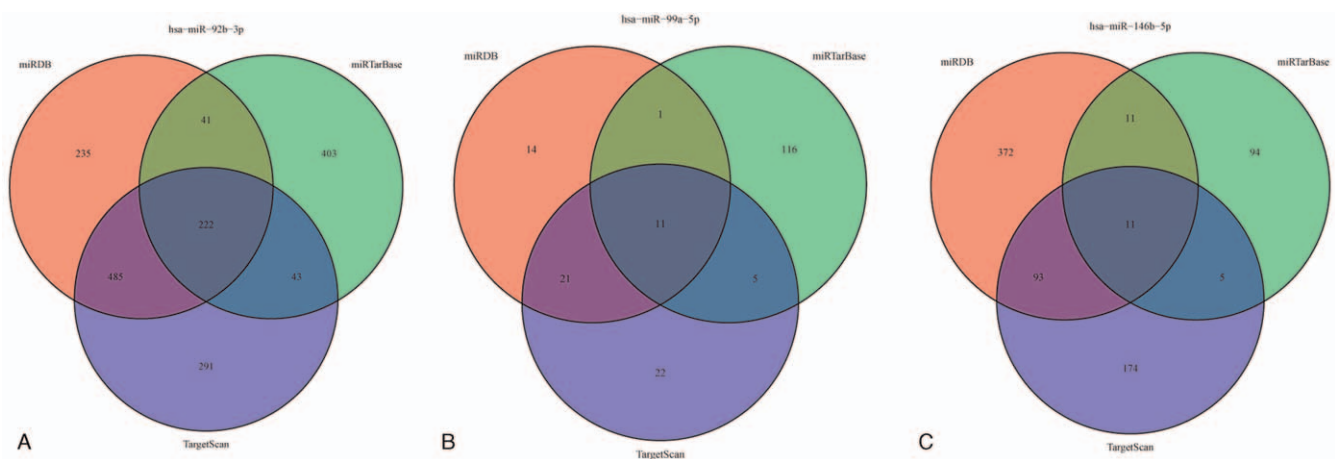 hsa−miR−92b−3p
miRDB
miRTarBase
41
235
403
222
485
43
291
TargetScan
A
hsa−miR−99a−5p
miRDB
miRTarBase
1
14
116
11
21
5
22
TargetScan
B
hsa−miR−146b−5p
miRDB
miRTarBase
11
372
94
11
93
5
174
TargetScan
C